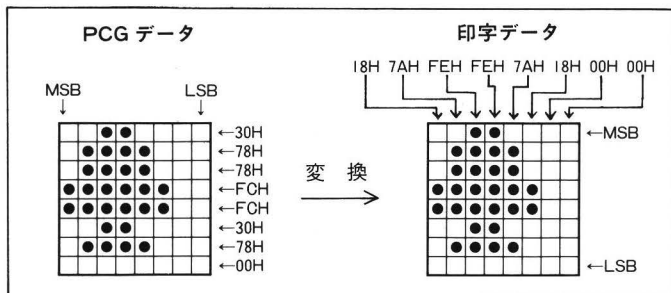 PCG データ
印字データ
18H 7AH FEH FEH 7AH 18H 00H 00H
MSB
LSB
←30H
←78H
←78H
←FCH
←FCH
←30H
←78H
←00H
変 換
←MSB
←LSB